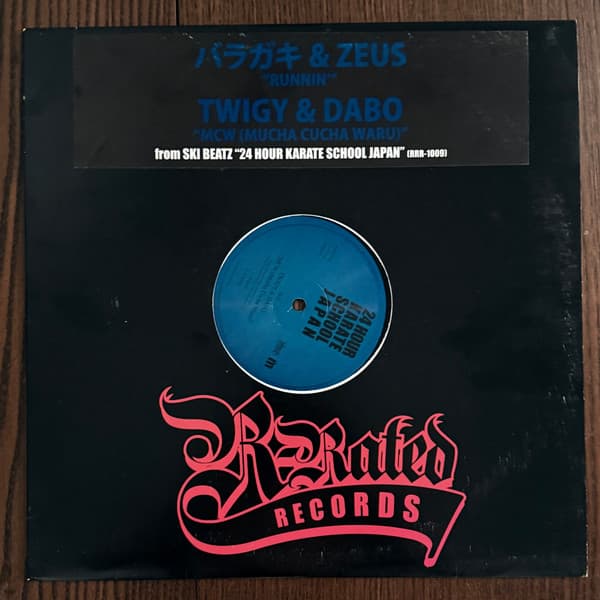 バラガキ & ZEUS
"RUNNIN'"
TWIGY & DABO
"MCW (MUCHA CUCHA WARU)"
from SKI BEATZ "24 HOUR KARATE SCHOOL JAPAN" (RRR-1009)
24 HOUR
KARATE
SCHOOL
JAPAN
R-Rated
RECORDS